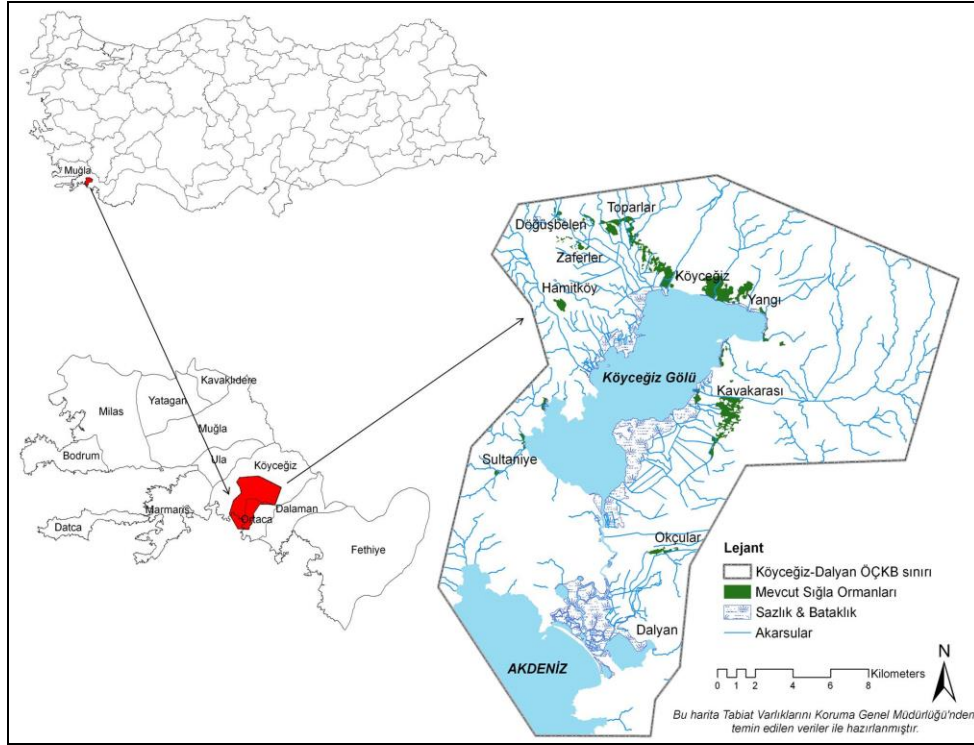 Muğla
Kavaklıdere
Yatagan
Milas
Muğla
Bodrum
Ula
Köyceğiz
Marmaris
Ortaca
Dalaman
Datca
Fethiye
Toparlar
Döğüşbelen
Zaferler
Köyceğiz
Hamitköy
Yangı
Köyceğiz Gölü
Kavakarası
Sultaniye
Okçular
Dalyan
AKDENİZ
Lejant
Köyceğiz-Dalyan ÖÇKB sınırı
Mevcut Sığla Ormanları
Sazlık & Bataklık
Akarsular
N
Kilometers
0 1 2 4 6 8
Bu harita Tabiat Varlıklarını Koruma Genel Müdürlüğü'nden
temin edilen veriler ile hazırlanmıştır.